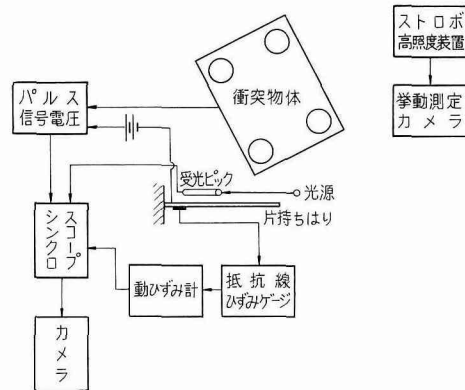 ストロボ
高照度装置
挙動測定
カメラ
衝突物体
パルス
信号電圧
受光ピック
光源
片持ちはり
シンクロ
スコープ
動ひずみ計
抵抗線
ひずみゲージ
カメラ